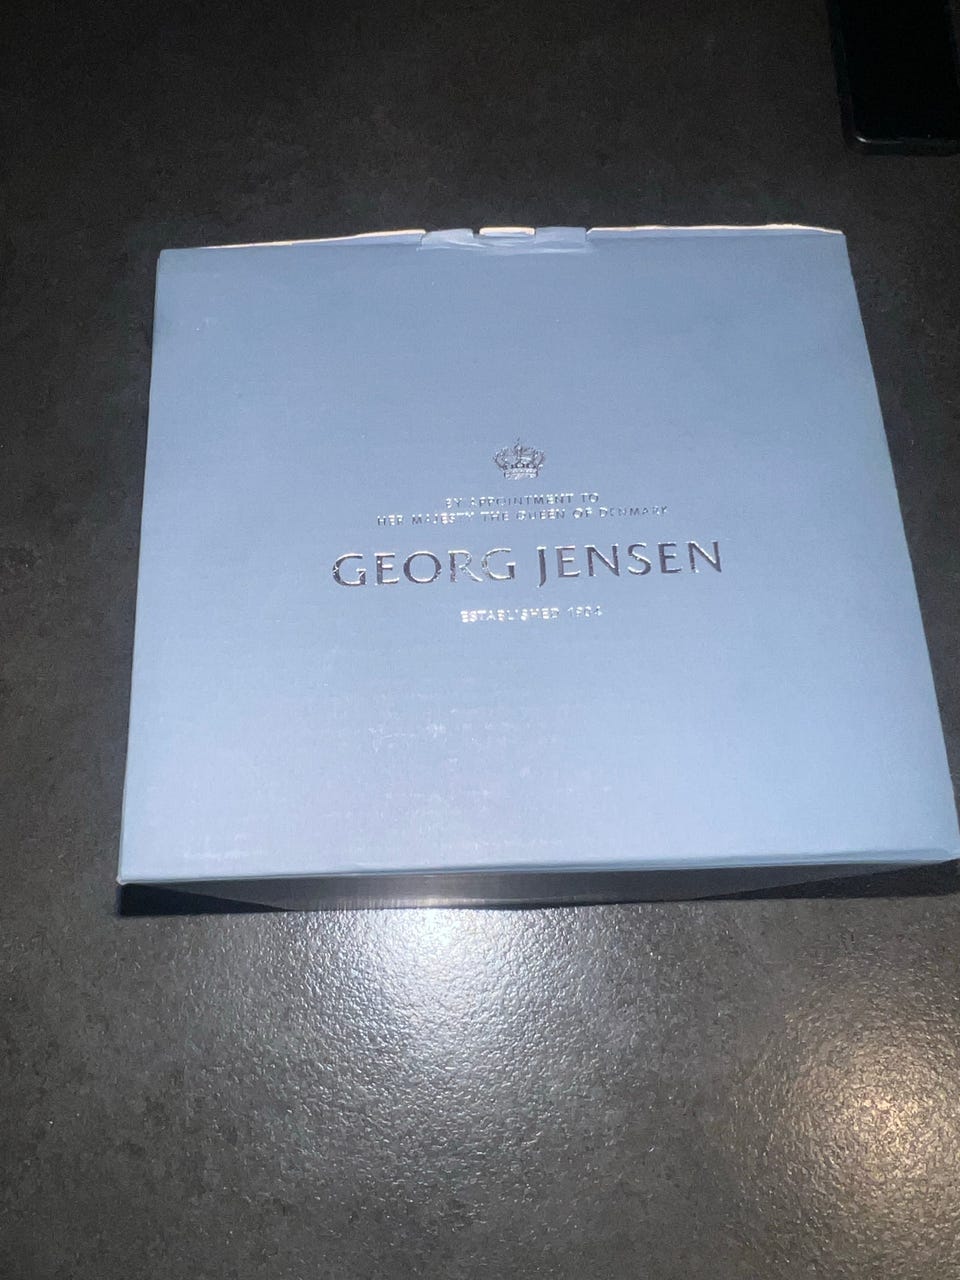 BY APPOINTMENT TO
HER MAJESTY THE QUEEN OF DENMARK
GEORG JENSEN
ESTABLISHED 1904